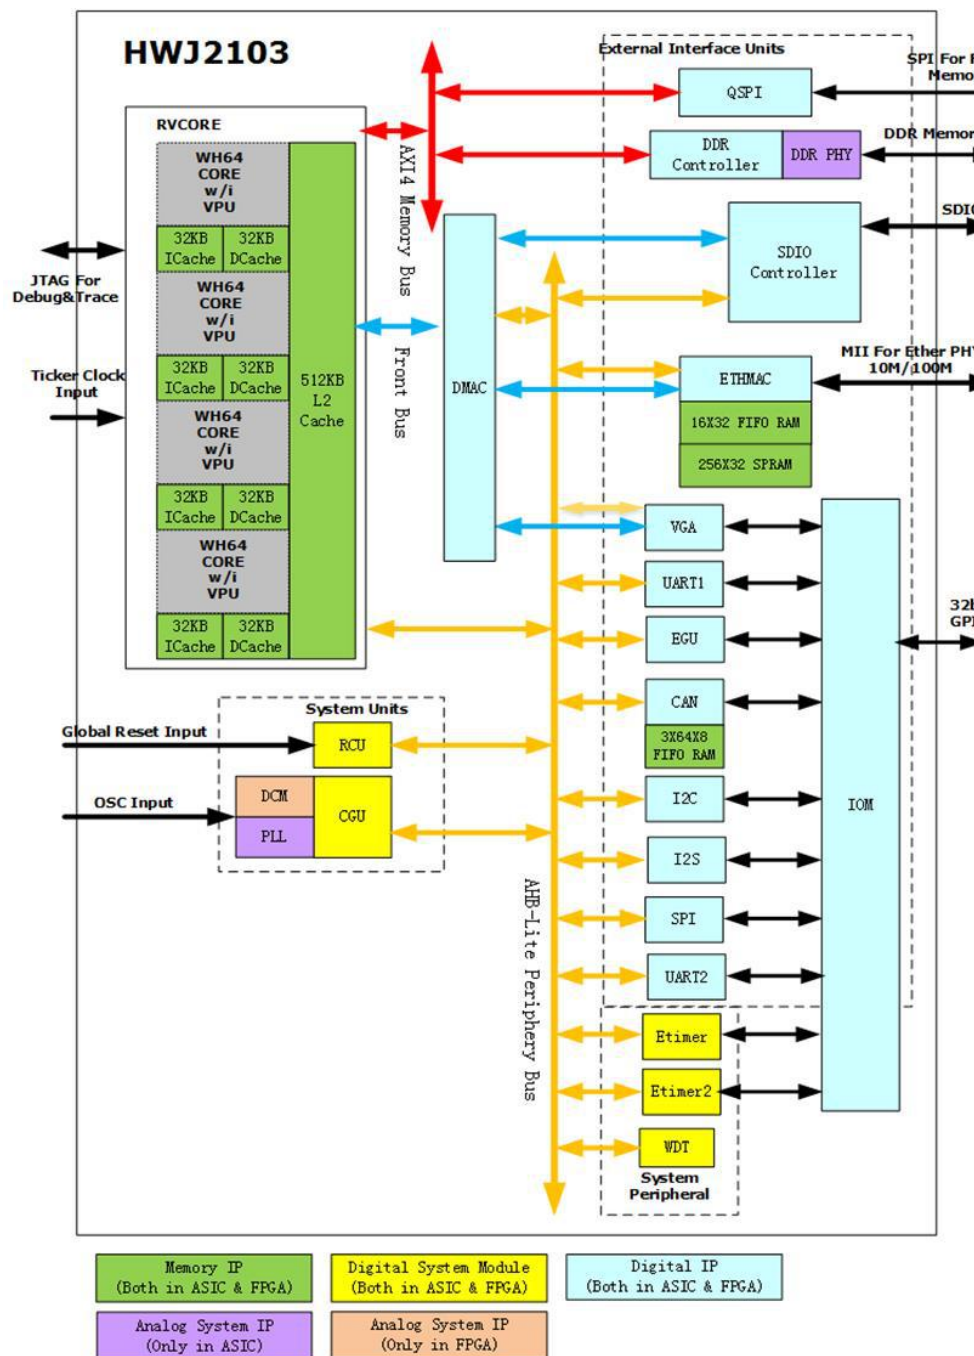 HWJ2103
External Interface Units
SPI For
Memo
QSPI
RVCORE
WH64
CORE
w/i
VPU
32KB
ICache
32KB
DCache
WH64
CORE
w/i
VPU
32KB
ICache
32KB
DCache
WH64
CORE
w/i
VPU
32KB
ICache
32KB
DCache
WH64
CORE
w/i
VPU
32KB
ICache
32KB
DCache
512KB
L2
Cache
AXI4 Memory Bus
Front Bus
DDR
Controller
DDR PHY
DDR Memor
SDIO
Controller
SDIO
JTAG For
Debug&Trace
Ticker Clock
Input
DMAC
MII For Ether PHY
10M/100M
ETHMAC
16X32 FIFO RAM
256X32 SPRAM
VGA
UART1
EGU
32b
GPI
CAN
3X64X8
FIFO RAM
I2C
I2S
SPI
UART2
IOM
System Units
Global Reset Input
RCU
OSC Input
DCM
PLL
CGU
AHB-Lite Periphery Bus
Etimer
Etimer2
WDT
System
Peripheral
Memory IP
(Both in ASIC & FPGA)
Digital System Module
(Both in ASIC & FPGA)
Digital IP
(Both in ASIC & FPGA)
Analog System IP
(Only in ASIC)
Analog System IP
(Only in FPGA)